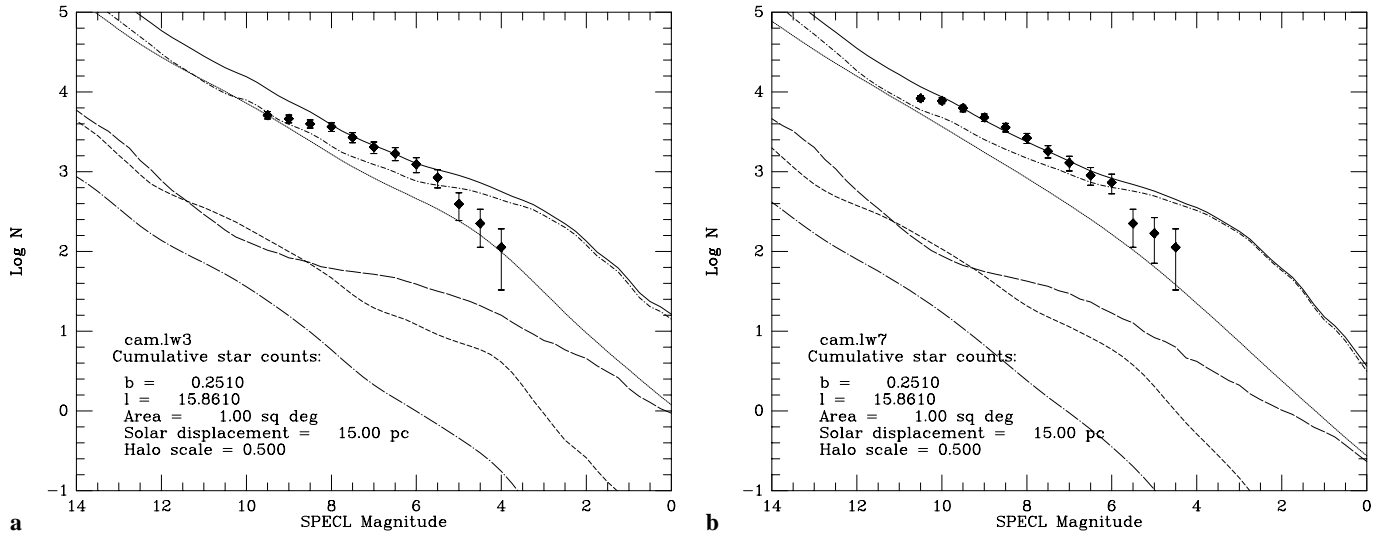 5
4
3
2
1
0
−1
Log N
cam.lw3
Cumulative star counts:
b = 0.2510
l = 15.8610
Area = 1.00 sq deg
Solar displacement = 15.00 pc
Halo scale = 0.500
14 12 10 8 6 4 2 0
SPECL Magnitude
a
5
4
3
2
1
0
−1
Log N
cam.lw7
Cumulative star counts:
b = 0.2510
l = 15.8610
Area = 1.00 sq deg
Solar displacement = 15.00 pc
Halo scale = 0.500
14 12 10 8 6 4 2 0
SPECL Magnitude
b